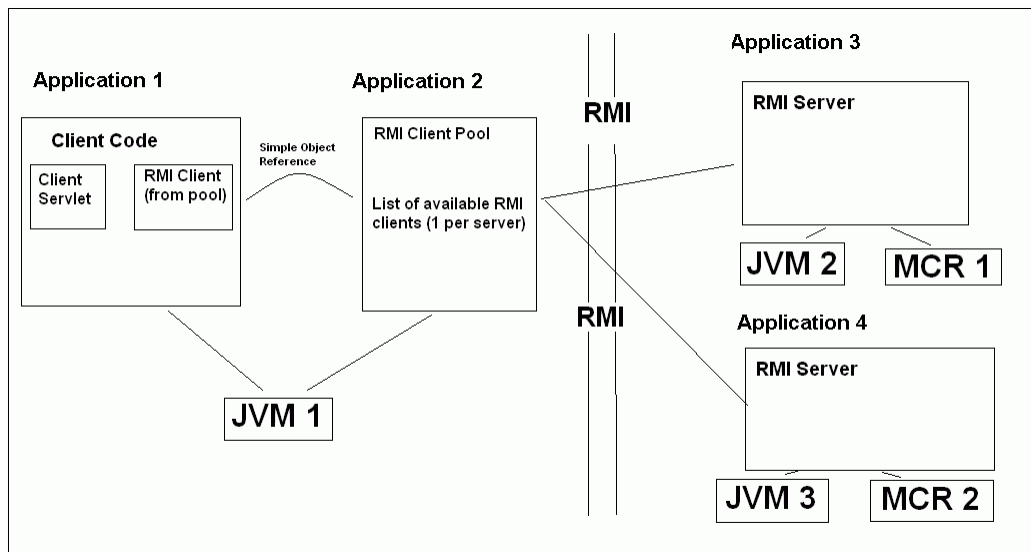 Application 1
Client Code
Client
Servlet
RMI Client
(from pool)
Simple Object
Reference
Application 2
RMI Client Pool
List of available RMI
clients (1 per server)
JVM 1
RMI
RMI
Application 3
RMI Server
JVM 2
MCR 1
Application 4
RMI Server
JVM 3
MCR 2